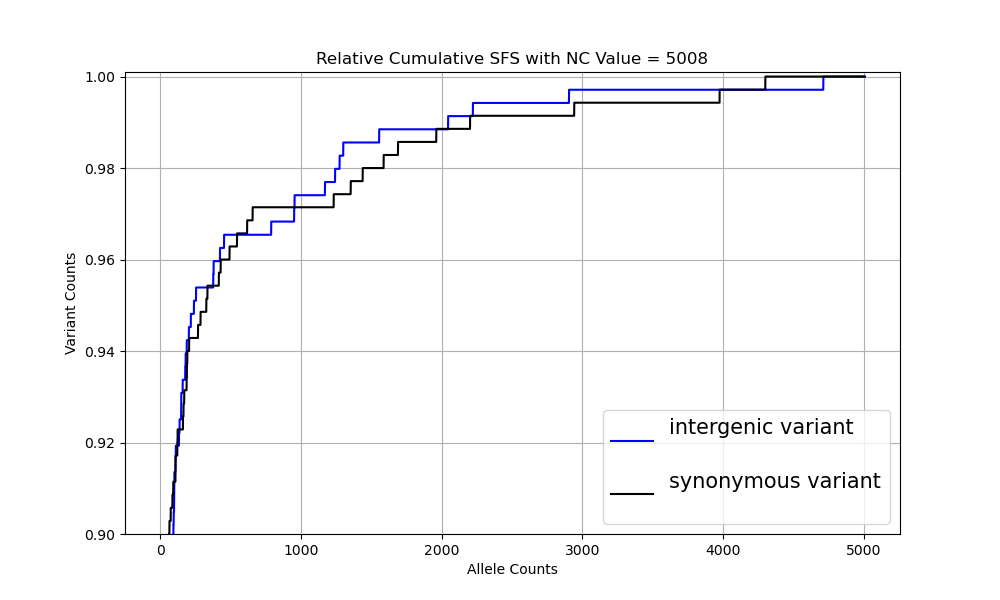 Relative Cumulative SFS with NC Value = 5008
1.00
0.98
0.96
0.94
0.92
0.90
Variant Counts
intergenic variant
synonymous variant
0 1000 2000 3000 4000 5000
Allele Counts